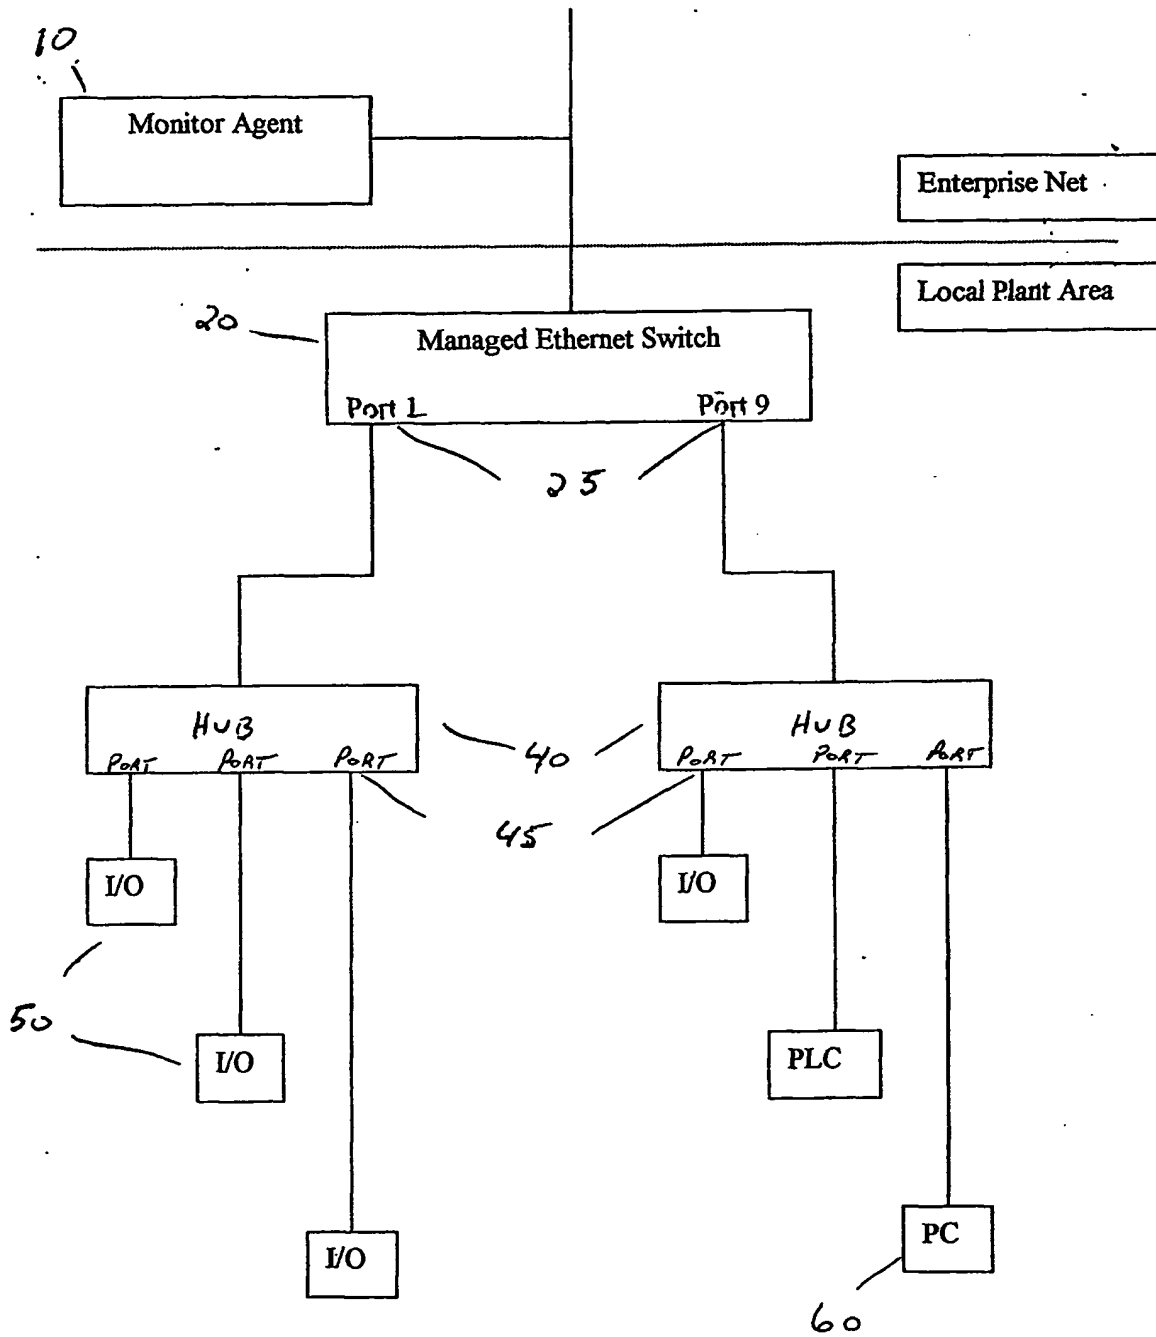 10
Monitor Agent
Enterprise Net
Local Plant Area
20
Managed Ethernet Switch
Port 1 Port 9
25
HUB HUB
PORT PORT PORT PORT PORT PORT
40
45
I/O I/O
50
I/O PLC
I/O PC
60